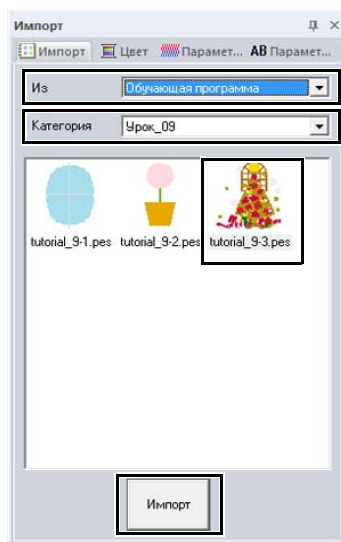 Импорт
Импорт Цвет Парамет... AB Парамет...
Из Обучающая программа
Категория Урок_09
tutorial_9-1.pes tutorial_9-2.pes tutorial_9-3.pes
Импорт